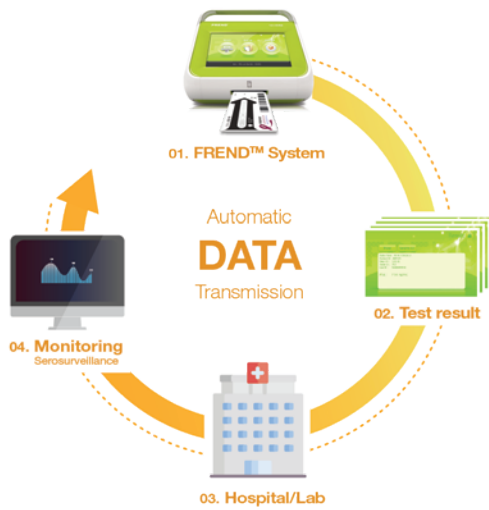 01. FREND™ System
Automatic
DATA
Transmission
02. Test result
04. Monitoring
Serosurveillance
03. Hospital/Lab